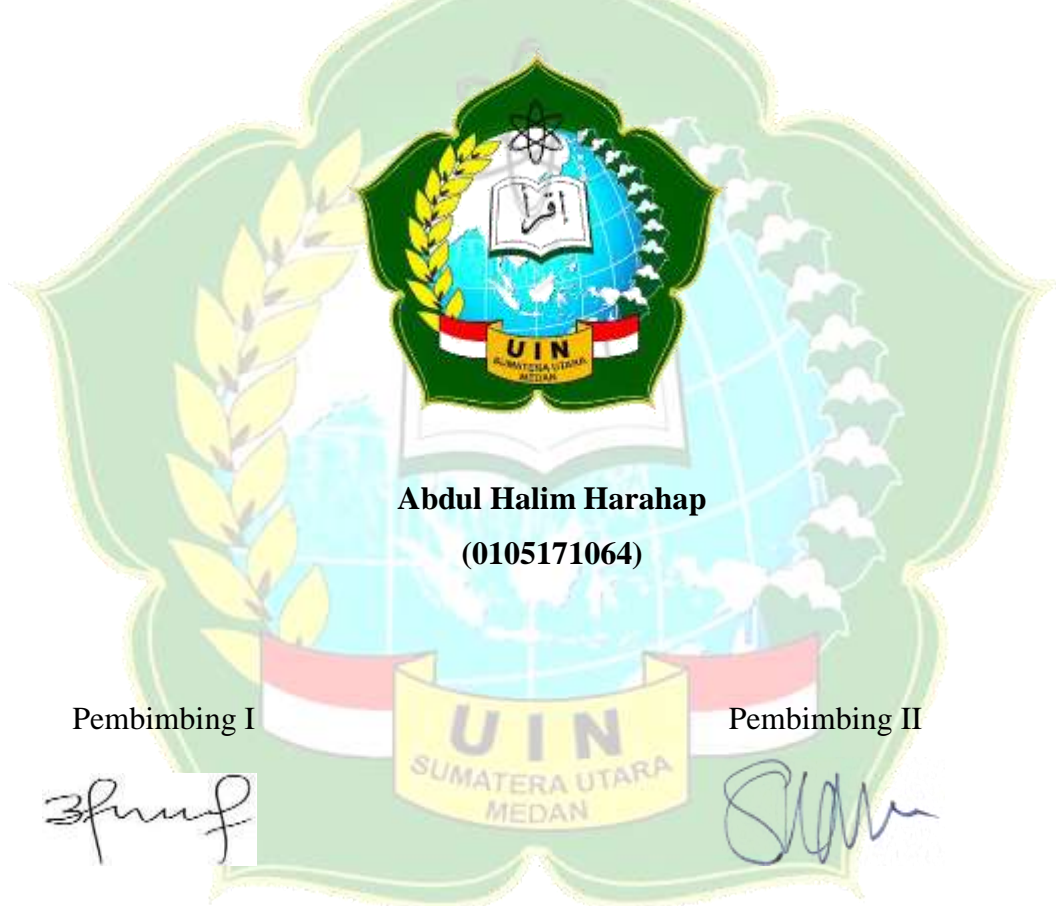 اقرأ
UIN
SUMATERA UTARA
MEDAN
Abdul Halim Harahap
(0105171064)
Pembimbing I
Pembimbing II
UIN
SUMATERA UTARA
MEDAN